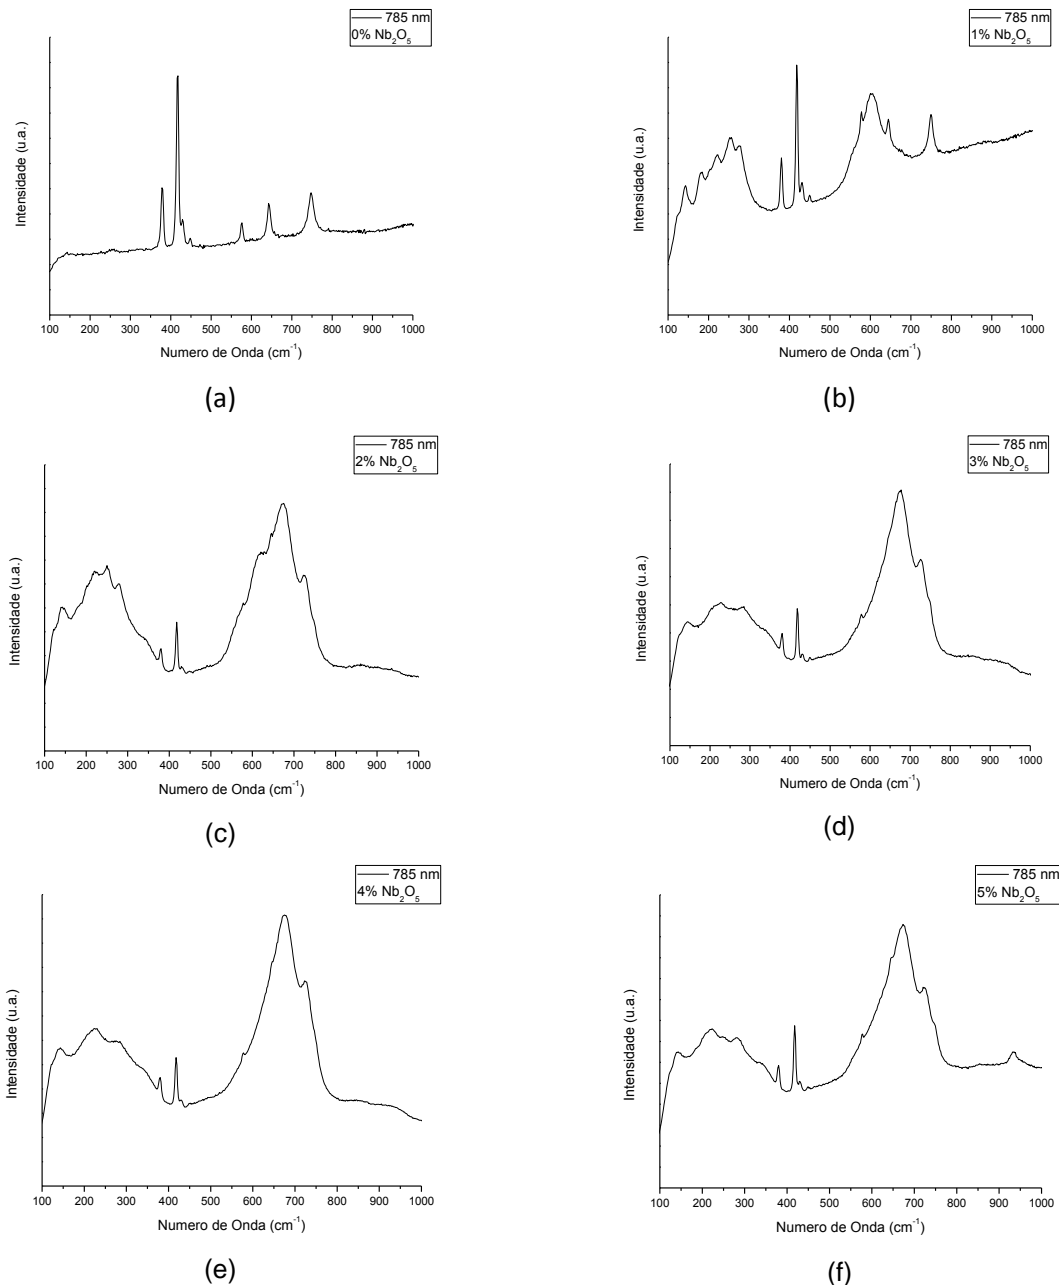 785 nm
0% Nb₂O₅
Intensidade (u.a.)
100 200 300 400 500 600 700 800 900 1000
Numero de Onda (cm⁻¹)
(a)
785 nm
1% Nb₂O₅
Intensidade (u.a.)
100 200 300 400 500 600 700 800 900 1000
Numero de Onda (cm⁻¹)
(b)
785 nm
2% Nb₂O₅
Intensidade (u.a.)
100 200 300 400 500 600 700 800 900 1000
Numero de Onda (cm⁻¹)
(c)
785 nm
3% Nb₂O₅
Intensidade (u.a.)
100 200 300 400 500 600 700 800 900 1000
Numero de Onda (cm⁻¹)
(d)
785 nm
4% Nb₂O₅
Intensidade (u.a.)
100 200 300 400 500 600 700 800 900 1000
Numero de Onda (cm⁻¹)
(e)
785 nm
5% Nb₂O₅
Intensidade (u.a.)
100 200 300 400 500 600 700 800 900 1000
Numero de Onda (cm⁻¹)
(f)